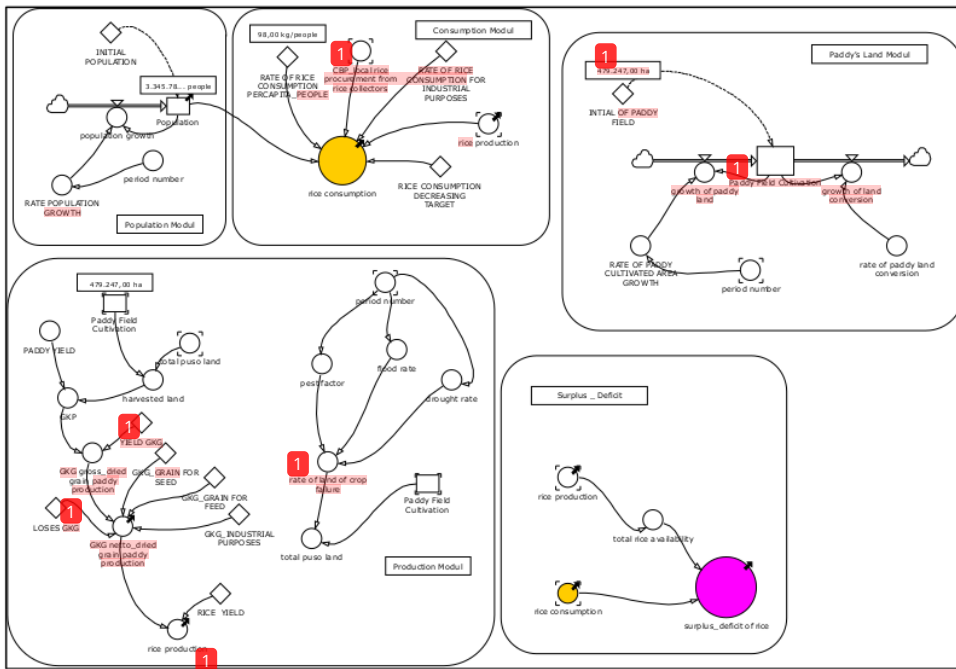 INITIAL
POPULATION
3.345.78... people
Population
population growth
period number
RATE POPULATION
GROWTH
Population Modul
98,00 kg/people
Consumption Modul
1
RATE OF RICE
CONSUMPTION
PERCAPITA_PEOPLE
CBP_local rice
procurement from
rice collectors
RATE OF RICE
CONSUMPTION FOR
INDUSTRIAL
PURPOSES
rice production
rice consumption
RICE CONSUMPTION
DECREASING
TARGET
1
Paddy's Land Modul
479.247,00 ha
INTIAL OF PADDY
FIELD
1
Paddy Field Cultivation
growth of paddy
land
growth of land
conversion
RATE OF PADDY
CULTIVATED AREA
GROWTH
period number
rate of paddy land
conversion
479.247,00 ha
Paddy Field
Cultivation
PADDY YIELD
total puso land
harvested land
GKP
1
YIELD GKG
GKG gross_dried
grain paddy
production
GKG_GRAIN FOR
SEED
GKG_GRAIN FOR
FEED
1
LOSES GKG
GKG_INDUSTRIAL
PURPOSES
GKG netto_dried
grain paddy
production
RICE YIELD
rice production
1
period number
pest factor
flood rate
drought rate
1
rate of land of crop
failure
Paddy Field
Cultivation
total puso land
Production Modul
Surplus _ Deficit
rice production
total rice availability
rice consumption
surplus_deficit of rice